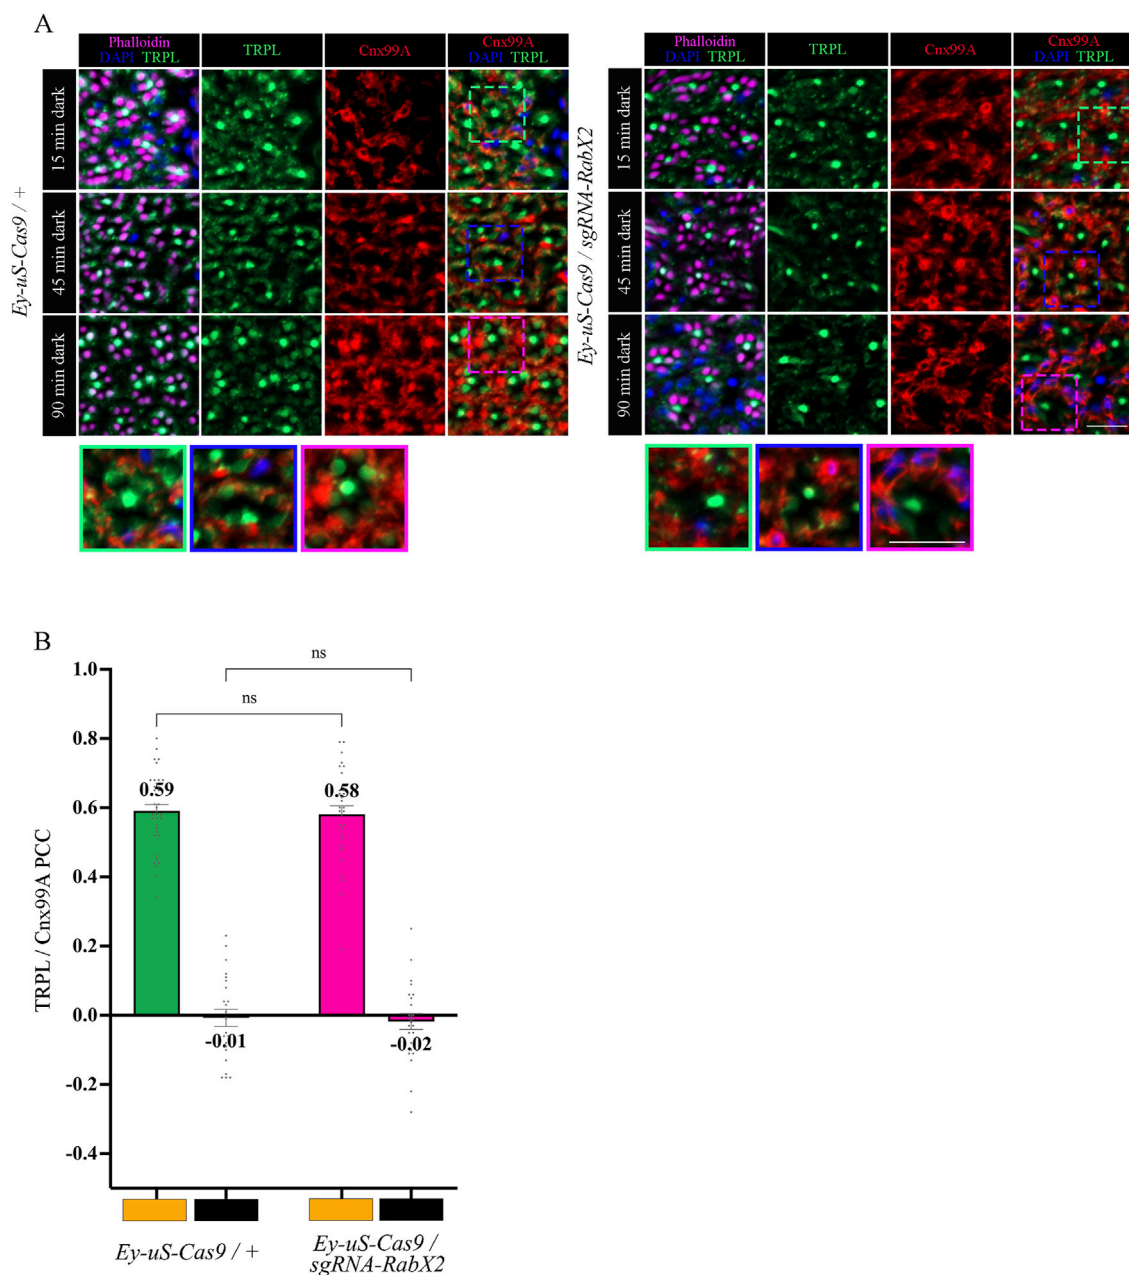 A
Phalloidin
DAPI TRPL
TRPL
Cnx99A
Cnx99A
DAPI TRPL
Ey-uS-Cas9 / +
15 min dark
45 min dark
90 min dark
Phalloidin
DAPI TRPL
TRPL
Cnx99A
Cnx99A
DAPI TRPL
Ey-uS-Cas9 / sgRNA-RabX2
15 min dark
45 min dark
90 min dark
B
TRPL / Cnx99A PCC
1.0
0.8
0.6
0.4
0.2
0.0
-0.2
-0.4
ns
ns
0.59
0.58
-0.01
-0.02
Ey-uS-Cas9 / +
Ey-uS-Cas9 /
sgRNA-RabX2